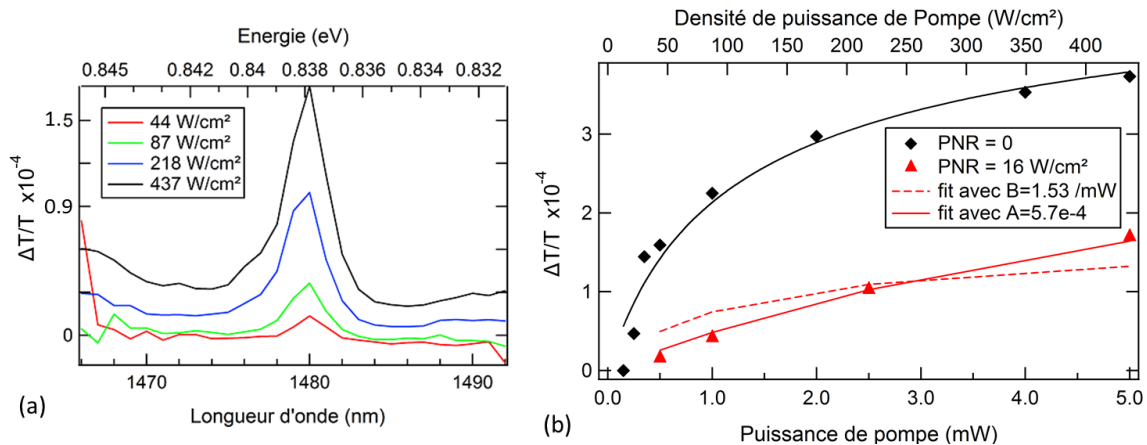 Energie (eV)
0.845 0.842 0.84 0.838 0.836 0.834 0.832
1.5
0.9
0
ΔT/T x10⁻⁴
44 W/cm²
87 W/cm²
218 W/cm²
437 W/cm²
1470 1480 1490
Longueur d'onde (nm)
(a)
Densité de puissance de Pompe (W/cm²)
0 50 100 150 200 250 300 350 400
3
2
1
0
ΔT/T x10⁻⁴
PNR = 0
PNR = 16 W/cm²
fit avec B=1.53 /mW
fit avec A=5.7e-4
0.0 1.0 2.0 3.0 4.0 5.0
Puissance de pompe (mW)
(b)